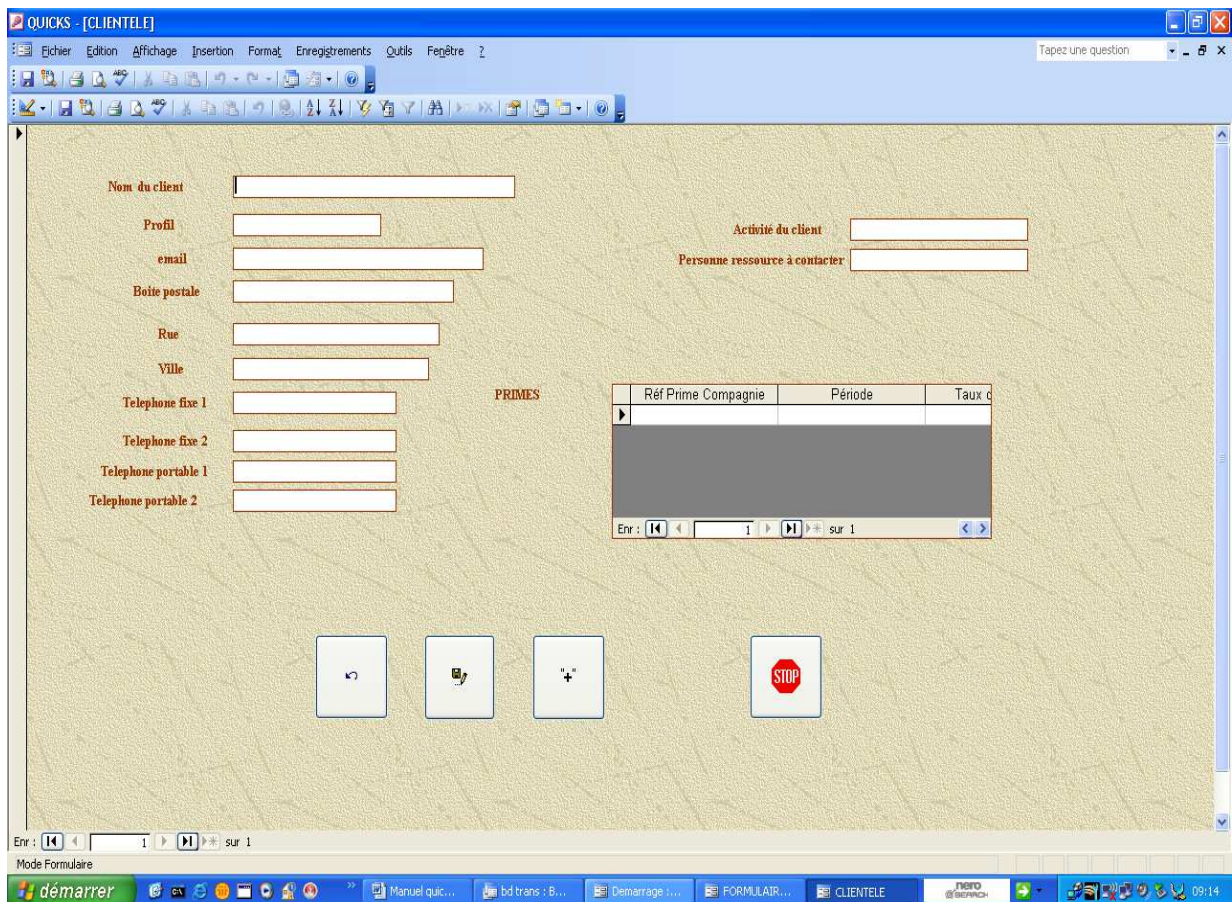 QUICKS - [CLIENTELE]
Fichier Edition Affichage Insertion Format Enregistrements Outils Fenêtre ?
Tapez une question
Nom du client
Profil
Activité du client
email
Personne ressource à contacter
Boite postale
Rue
Ville
PRIMES
Réf Prime Compagnie Période Taux d
Telephone fixe 1
Telephone fixe 2
Telephone portable 1
Telephone portable 2
Enr : 1 sur 1
"+"
STOP
Enr : 1 sur 1
Mode Formulaire
démarrer Manuel quic... bd trans : B... Demarrage :... FORMULAIR... CLIENTELE nero SEARCH 09:14